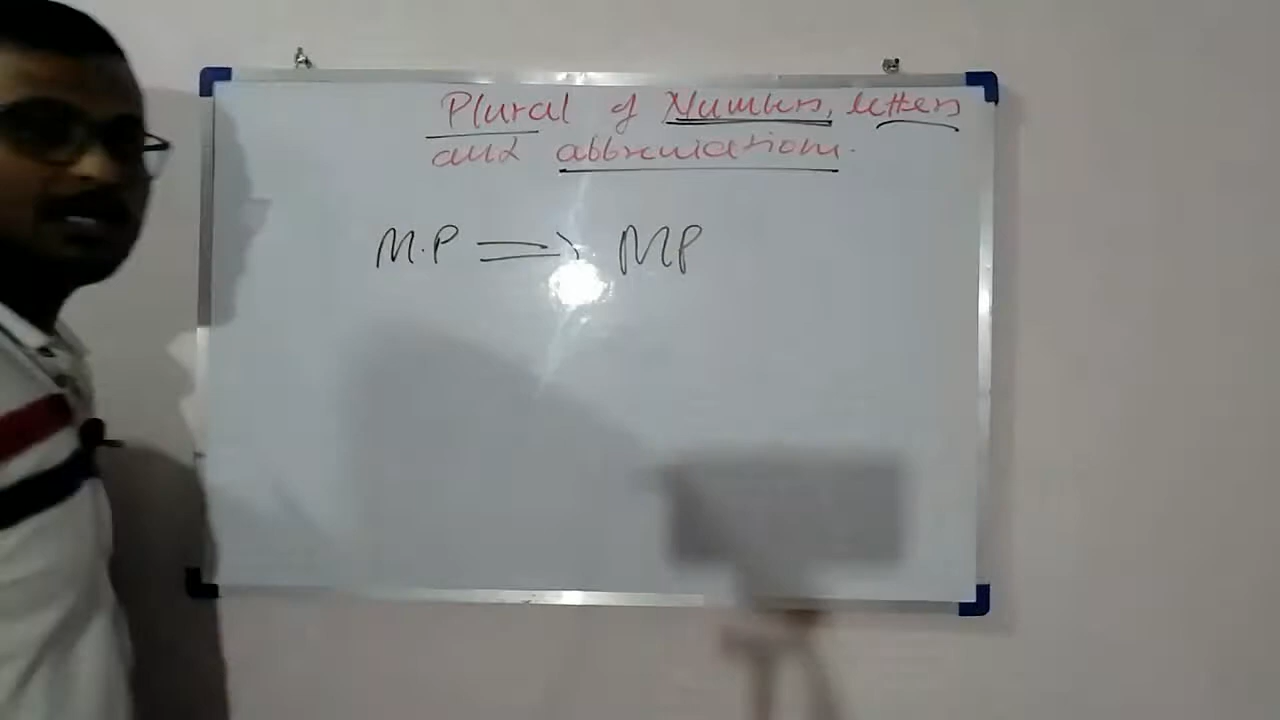 Plural of Numbers, letters
and abbreviations.
M.P => MP